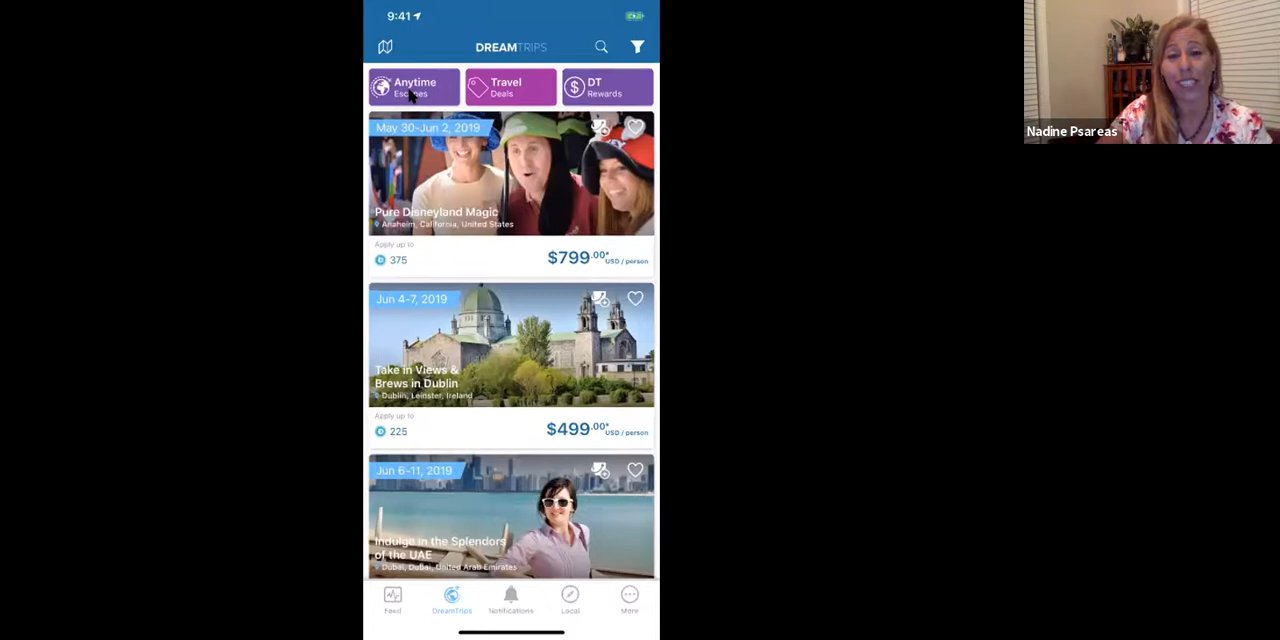 9:41
DREAMTRIPS
Anytime
Escapes
Travel
Deals
DT
Rewards
May 30-Jun 2, 2019
Pure Disneyland Magic
Anaheim, California, United States
Apply up to
375
$799.00*
USD / person
Jun 4-7, 2019
Take in Views &
Brews in Dublin
Dublin, Leinster, Ireland
Apply up to
225
$499.00*
USD / person
Jun 6-11, 2019
Indulge in the Splendors
of the UAE
Dubai, Dubai, United Arab Emirates
Feed
DreamTrips
Notifications
Local
More
Nadine Psareas